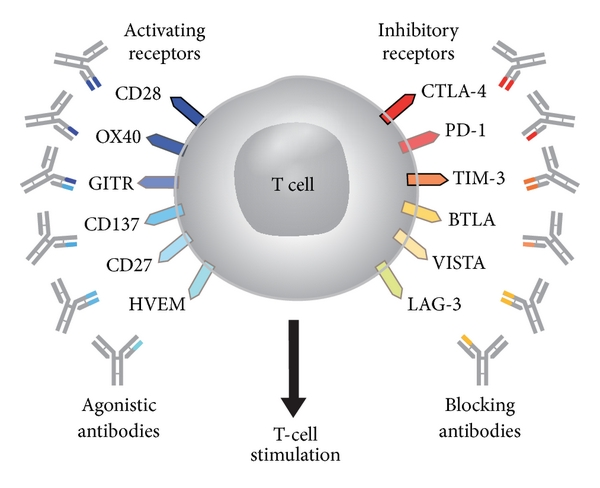 Activating
receptors
Inhibitory
receptors
CD28
OX40
GITR
CD137
CD27
HVEM
T cell
CTLA-4
PD-1
TIM-3
BTLA
VISTA
LAG-3
Agonistic
antibodies
T-cell
stimulation
Blocking
antibodies